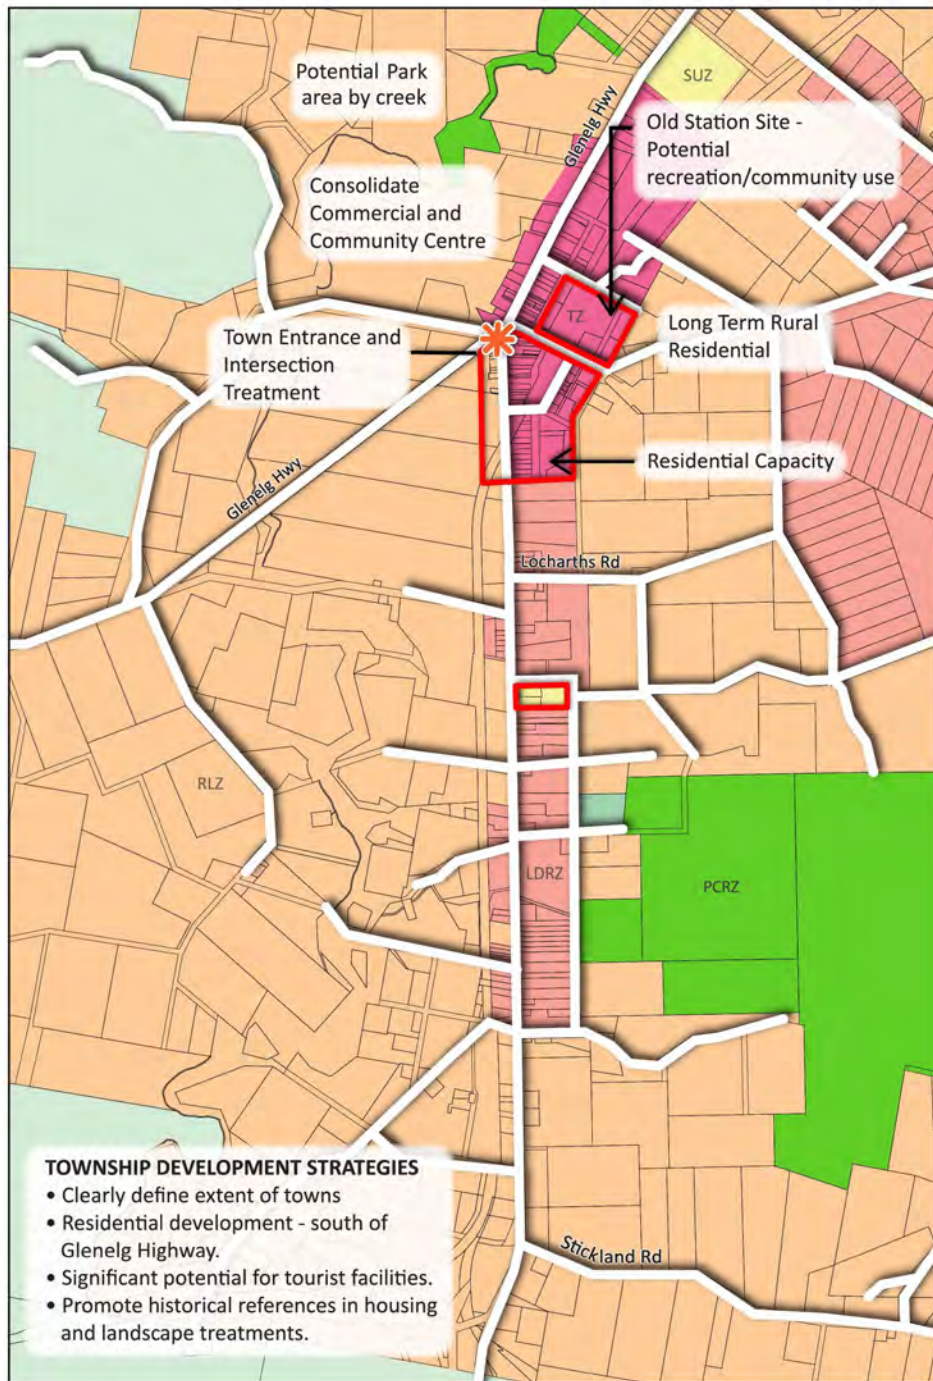 Potential Park
area by creek
SUZ
Glenelg Hwy
Old Station Site -
Potential
recreation/community use
Consolidate
Commercial and
Community Centre
TZ
Town Entrance and
Intersection
Treatment
Long Term Rural
Residential
Residential Capacity
Glenelg Hwy
Locharths Rd
RLZ
LDRZ
PCRZ
TOWNSHIP DEVELOPMENT STRATEGIES
• Clearly define extent of towns
• Residential development - south of
Glenelg Highway.
• Significant potential for tourist facilities.
• Promote historical references in housing
and landscape treatments.
Stickland Rd